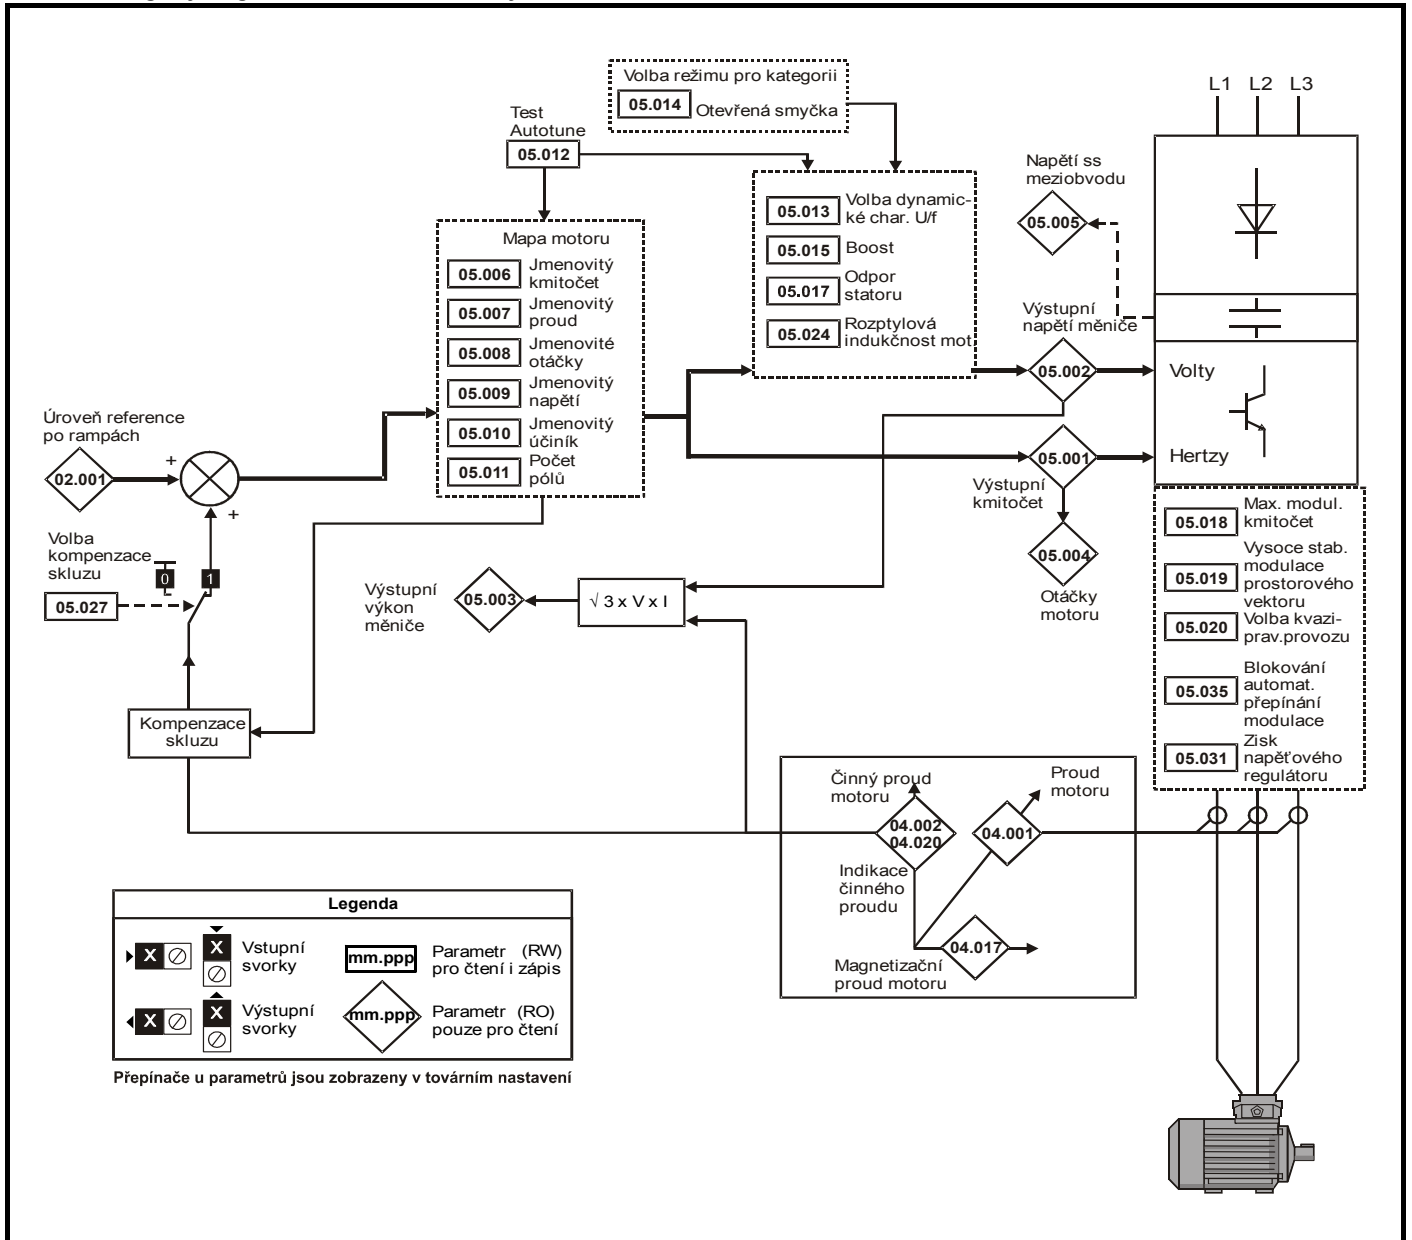 Volba režimu pro kategorii
05.014
Otevřená smyčka
L1 L2 L3
Test
Autotune
05.012
Napětí ss
meziobvodu
05.005
Mapa motoru
05.006
Jmenovitý
kmitočet
05.007
Jmenovitý
proud
05.008
Jmenovité
otáčky
05.009
Jmenovitý
napětí
05.010
Jmenovitý
účiník
05.011
Počet
pólů
05.013
Volba dynamic-
ké char. U/f
05.015
Boost
05.017
Odpor
statoru
05.024
Rozptylová
indukčnost mot
Výstupní
napětí měniče
05.002
Volty
Úroveň reference
po rampách
02.001
+
+
05.001
Hertzy
Výstupní
kmitočet
05.004
Otáčky
motoru
Volba
kompenzace
skluzu
0
1
05.027
Výstupní
výkon
měniče
05.003
√ 3 x V x I
05.018
Max. modul.
kmitočet
05.019
Vysoce stab.
modulace
prostorového
vektoru
05.020
Volba kvazi-
prav.provozu
05.035
Blokování
automat.
přepínání
modulace
05.031
Zisk
napěťového
regulátoru
Kompenzace
skluzu
Činný proud
motoru
Proud
motoru
04.002
04.020
04.001
Indikace
činného
proudu
04.017
Magnetizační
proud motoru
Legenda
X
X
Vstupní
svorky
mm.ppp
Parametr (RW)
pro čtení i zápis
X
X
Výstupní
svorky
mm.ppp
Parametr (RO)
pouze pro čtení
Přepínače u parametrů jsou zobrazeny v továrním nastavení